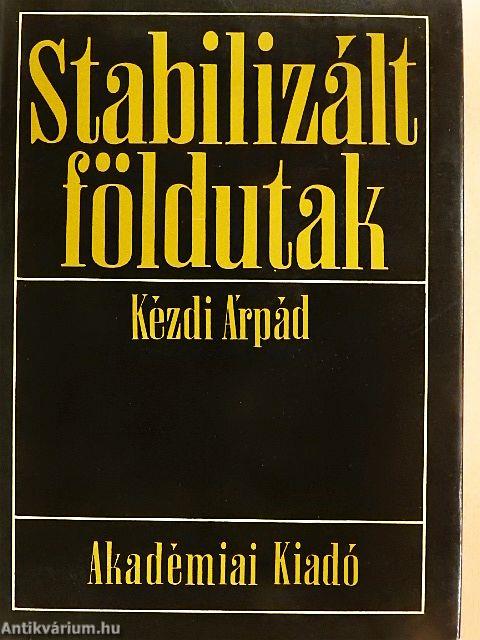 Stabilizált
földutak
Kézdi Árpád
Akadémiai Kiadó
Antikvárium.hu